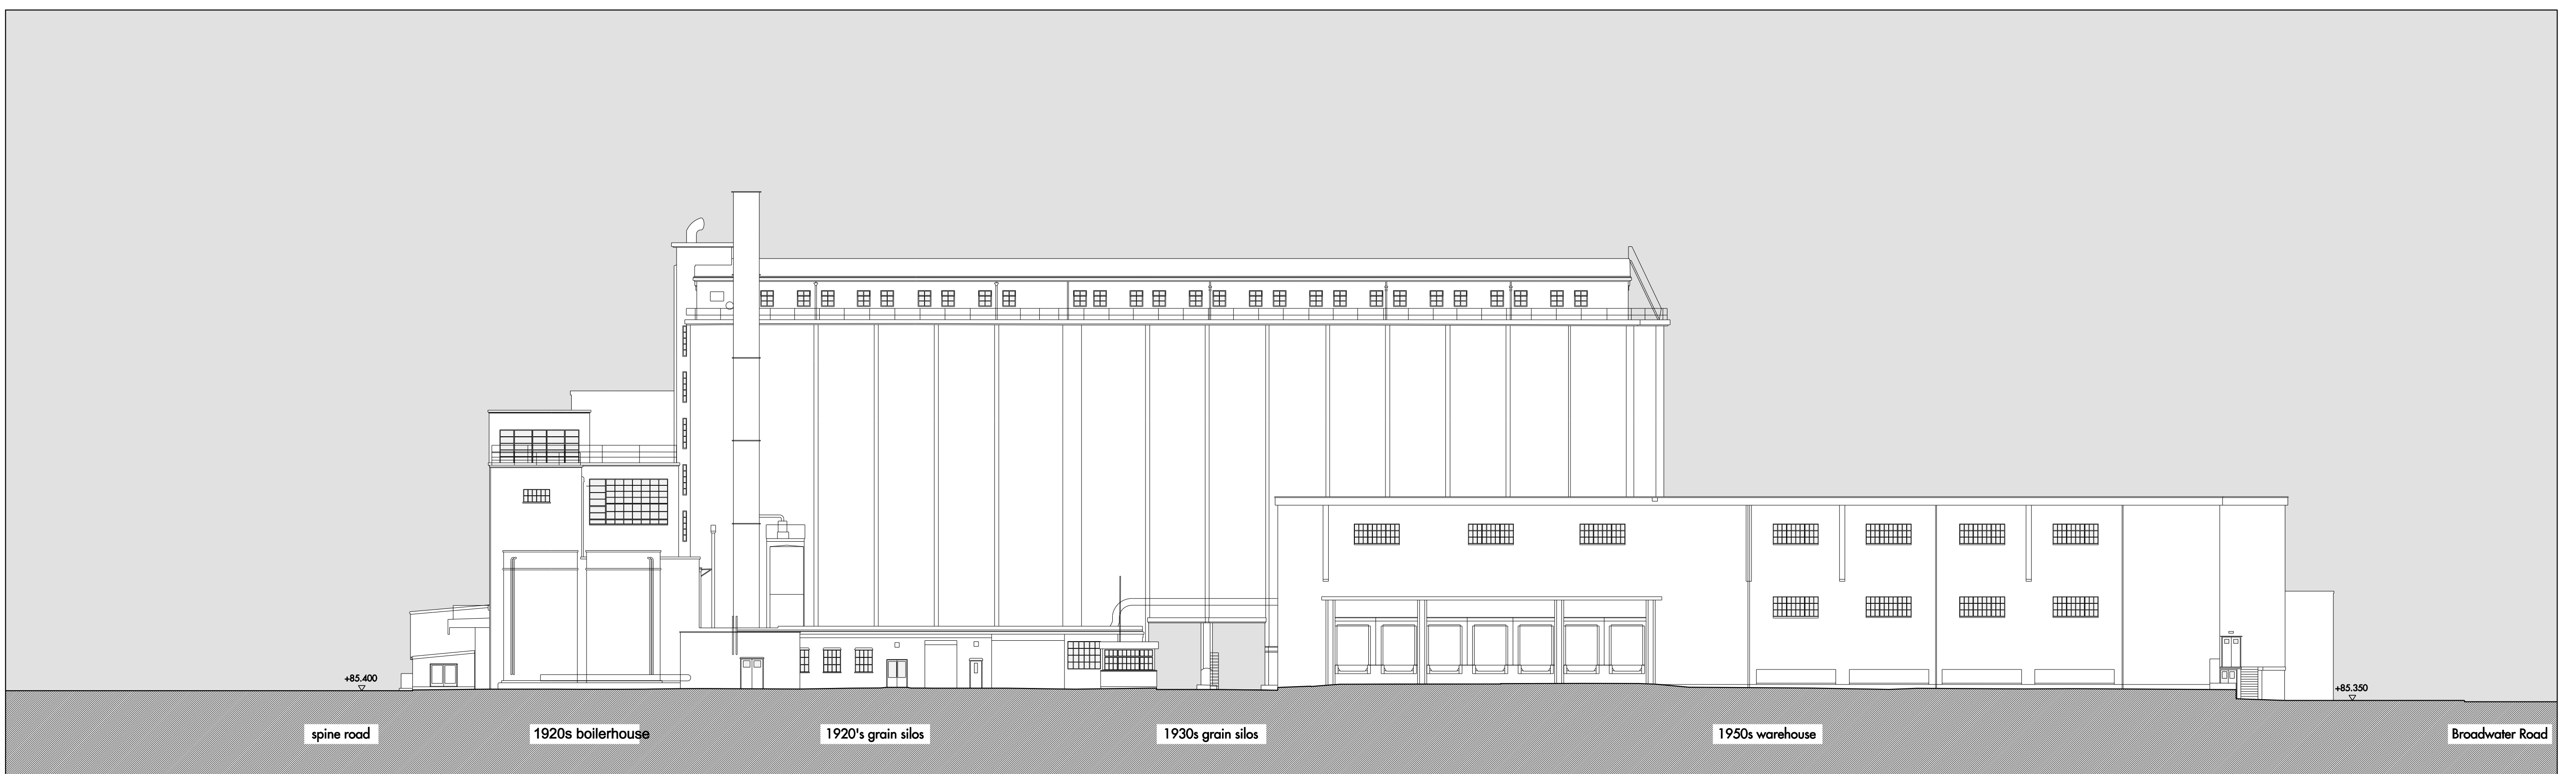 +85.400
+85.350
spine road
1920s boilerhouse
1920's grain silos
1930s grain silos
1950s warehouse
Broadwater Road